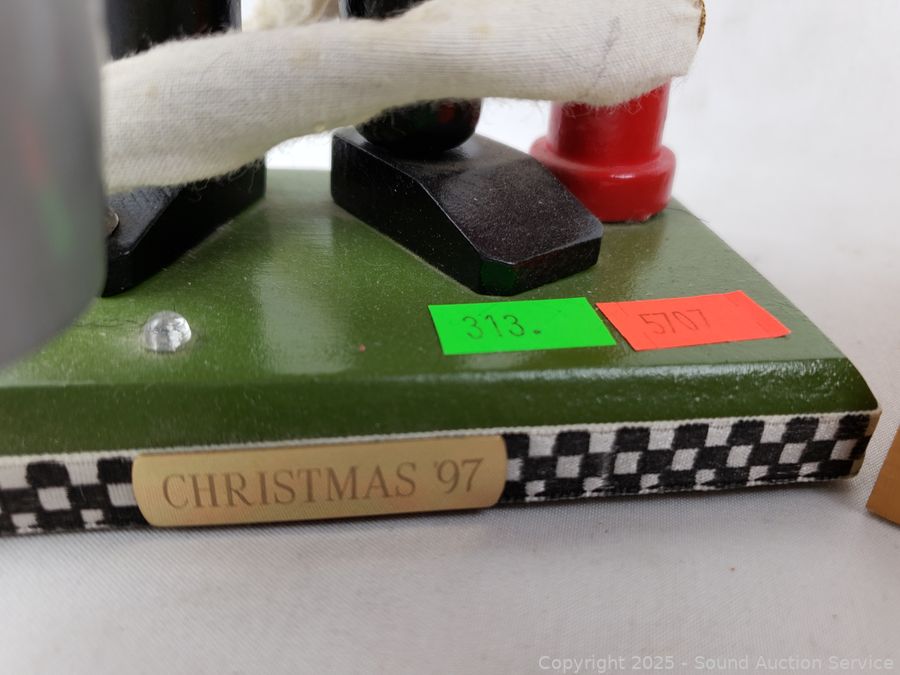 313.
5707
CHRISTMAS '97
Copyright 2025 - Sound Auction Service